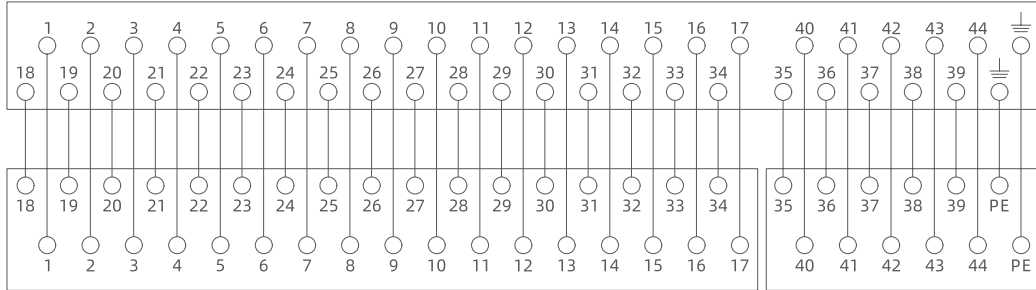 1 2 3 4 5 6 7 8 9 10 11 12 13 14 15 16 17 40 41 42 43 44
18 19 20 21 22 23 24 25 26 27 28 29 30 31 32 33 34 35 36 37 38 39
18 19 20 21 22 23 24 25 26 27 28 29 30 31 32 33 34 35 36 37 38 39 PE
1 2 3 4 5 6 7 8 9 10 11 12 13 14 15 16 17 40 41 42 43 44 PE